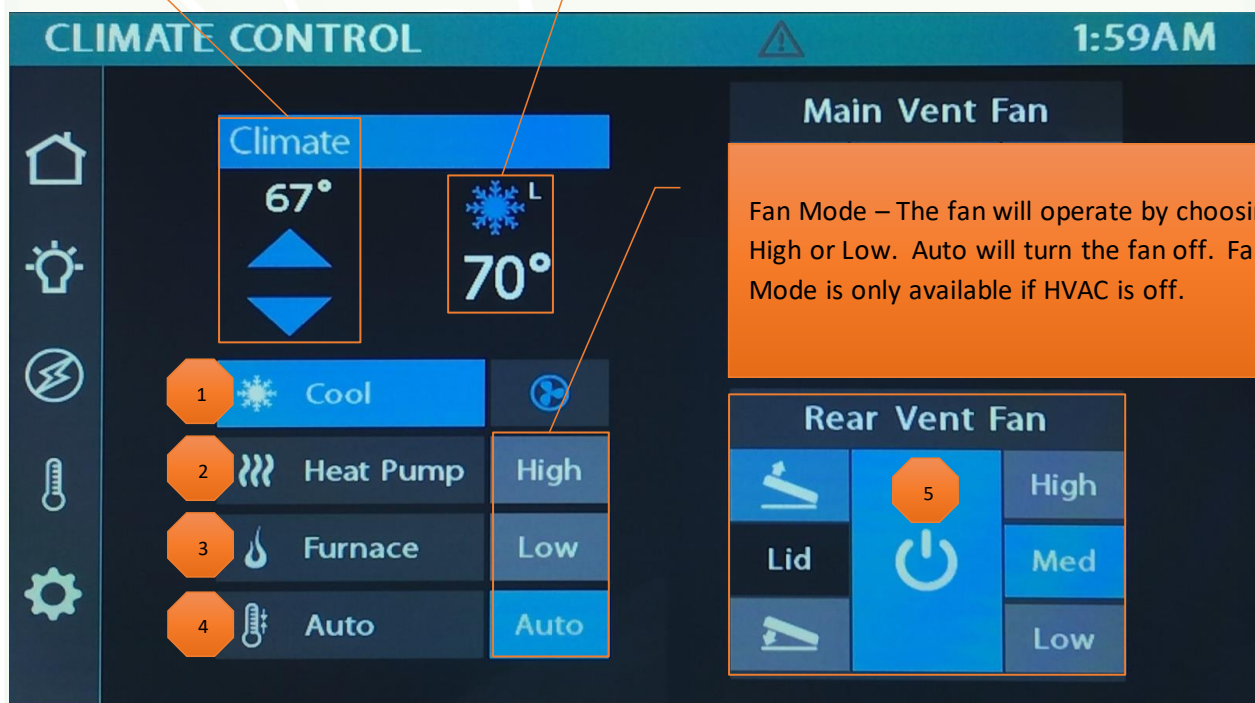 CLIMATE CONTROL
1:59AM
Climate
67°
L
70°
1
Cool
2
Heat Pump
High
3
Furnace
Low
4
Auto
Auto
Main Vent Fan
Fan Mode – The fan will operate by
High or Low. Auto will turn the fan off.
Mode is only available if HVAC is off.
Rear Vent Fan
5
High
Lid
Med
Low